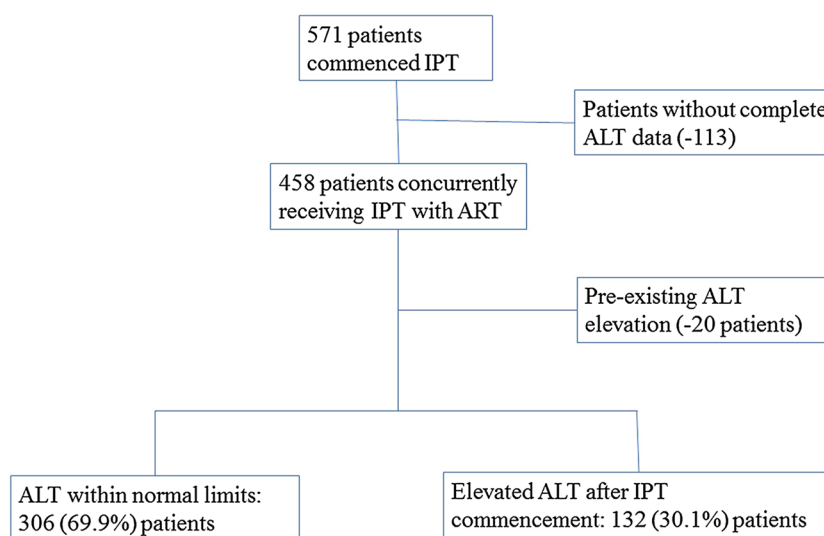 571 patients
commenced IPT
Patients without complete
ALT data (-113)
458 patients concurrently
receiving IPT with ART
Pre-existing ALT
elevation (-20 patients)
ALT within normal limits:
306 (69.9%) patients
Elevated ALT after IPT
commencement: 132 (30.1%) patients